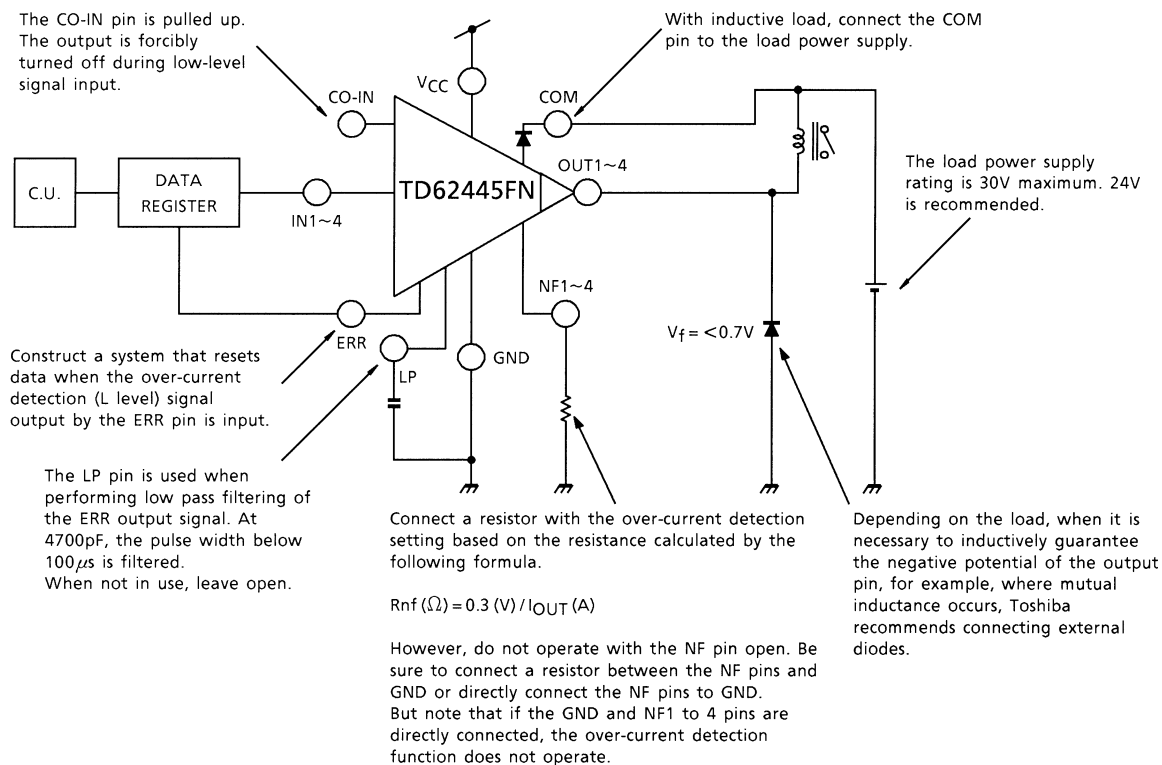 The CO-IN pin is pulled up.
The output is forcibly
turned off during low-level
signal input.
With inductive load, connect the COM
pin to the load power supply.
VCC
CO-IN
COM
C.U.
DATA
REGISTER
IN1~4
TD62445FN
OUT1~4
The load power supply
rating is 30V maximum. 24V
is recommended.
NF1~4
ERR
Vf = <0.7V
LP
GND
Construct a system that resets
data when the over-current
detection (L level) signal
output by the ERR pin is input.
The LP pin is used when
performing low pass filtering of
the ERR output signal. At
4700pF, the pulse width below
100μs is filtered.
When not in use, leave open.
Connect a resistor with the over-current detection
setting based on the resistance calculated by the
following formula.
Rnf (Ω) = 0.3 (V) / IOUT (A)
However, do not operate with the NF pin open. Be
sure to connect a resistor between the NF pins and
GND or directly connect the NF pins to GND.
But note that if the GND and NF1 to 4 pins are
directly connected, the over-current detection
function does not operate.
Depending on the load, when it is
necessary to inductively guarantee
the negative potential of the output
pin, for example, where mutual
inductance occurs, Toshiba
recommends connecting external
diodes.